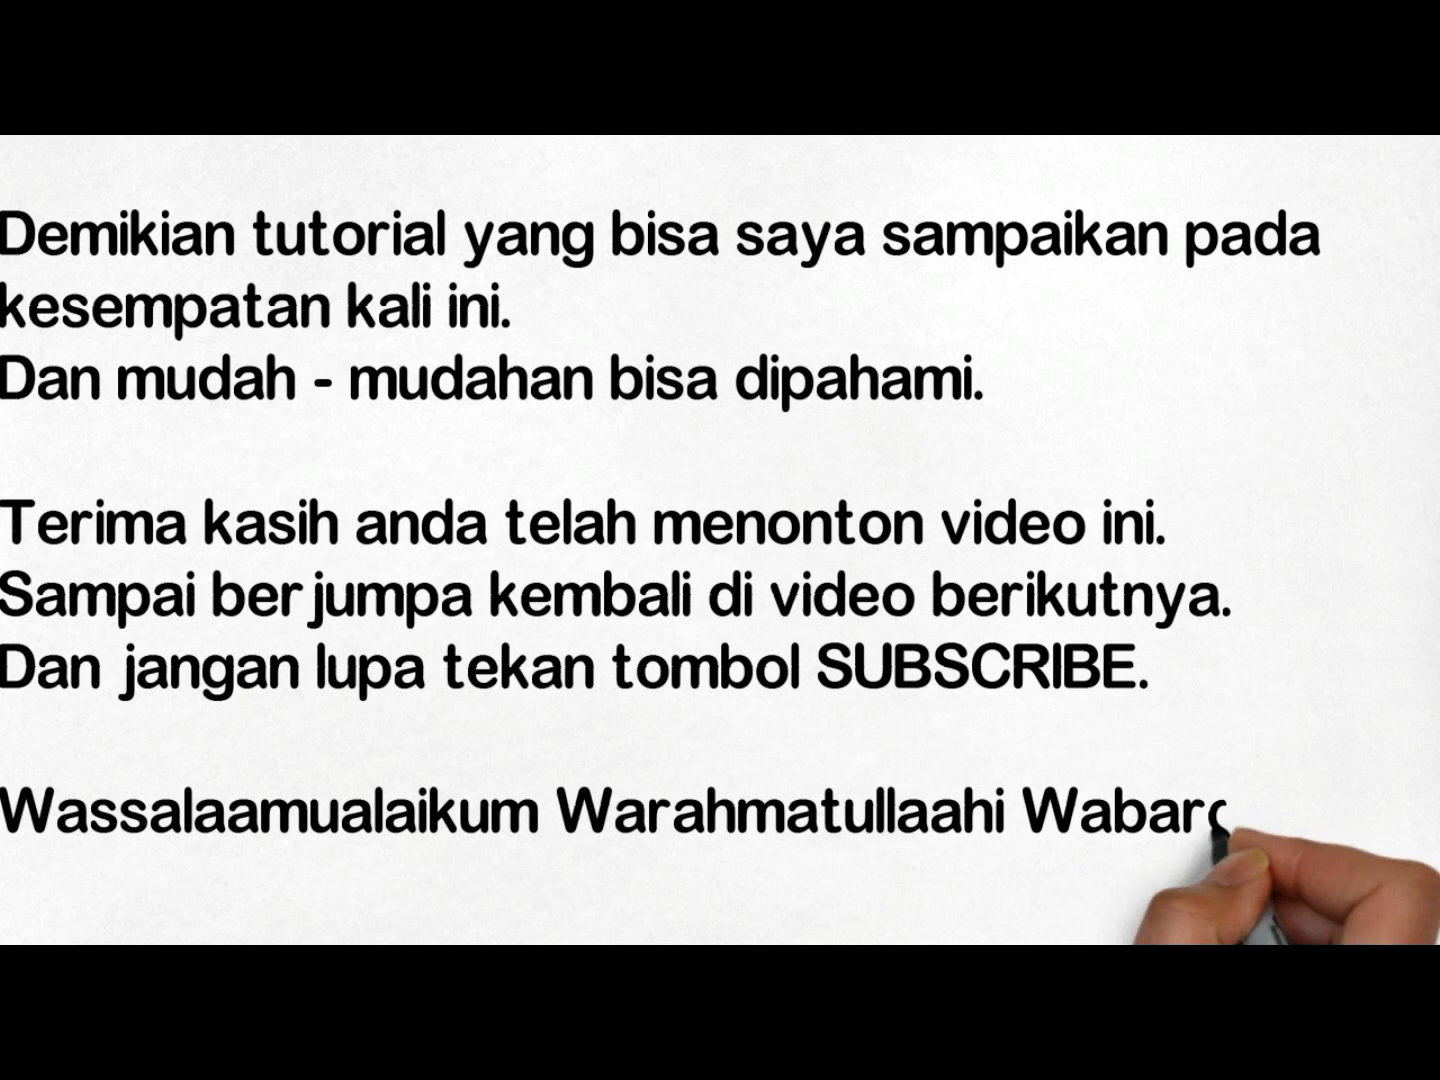 Demikian tutorial yang bisa saya sampaikan pada
kesempatan kali ini.
Dan mudah - mudahan bisa dipahami.
Terima kasih anda telah menonton video ini.
Sampai berjumpa kembali di video berikutnya.
Dan jangan lupa tekan tombol SUBSCRIBE.
Wassalaamualaikum Warahmatullaahi